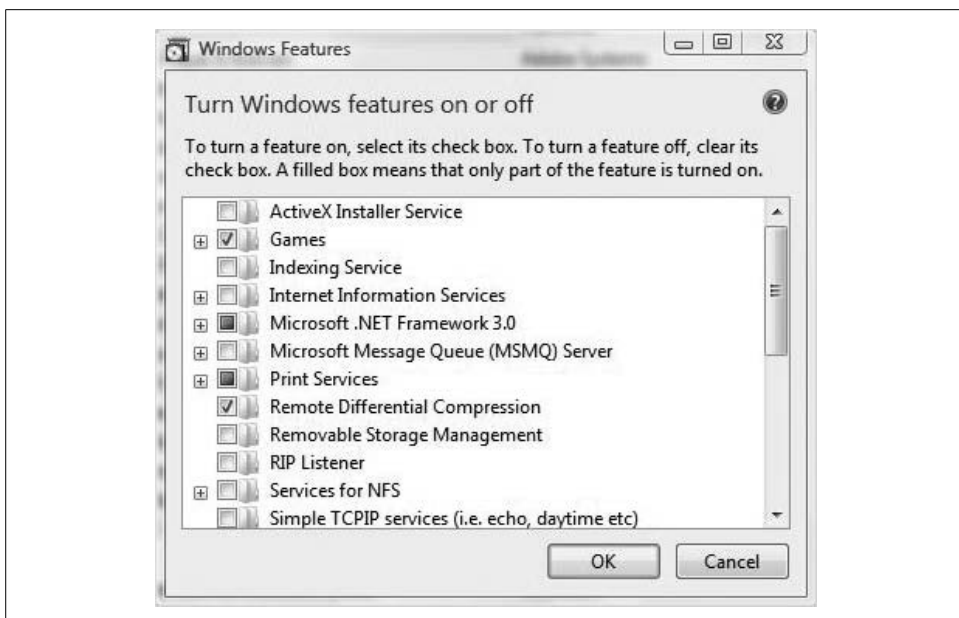 Windows Features
Turn Windows features on or off
To turn a feature on, select its check box. To turn a feature off, clear its
check box. A filled box means that only part of the feature is turned on.
ActiveX Installer Service
Games
Indexing Service
Internet Information Services
Microsoft .NET Framework 3.0
Microsoft Message Queue (MSMQ) Server
Print Services
Remote Differential Compression
Removable Storage Management
RIP Listener
Services for NFS
Simple TCPIP services (i.e. echo, daytime etc)
OK Cancel